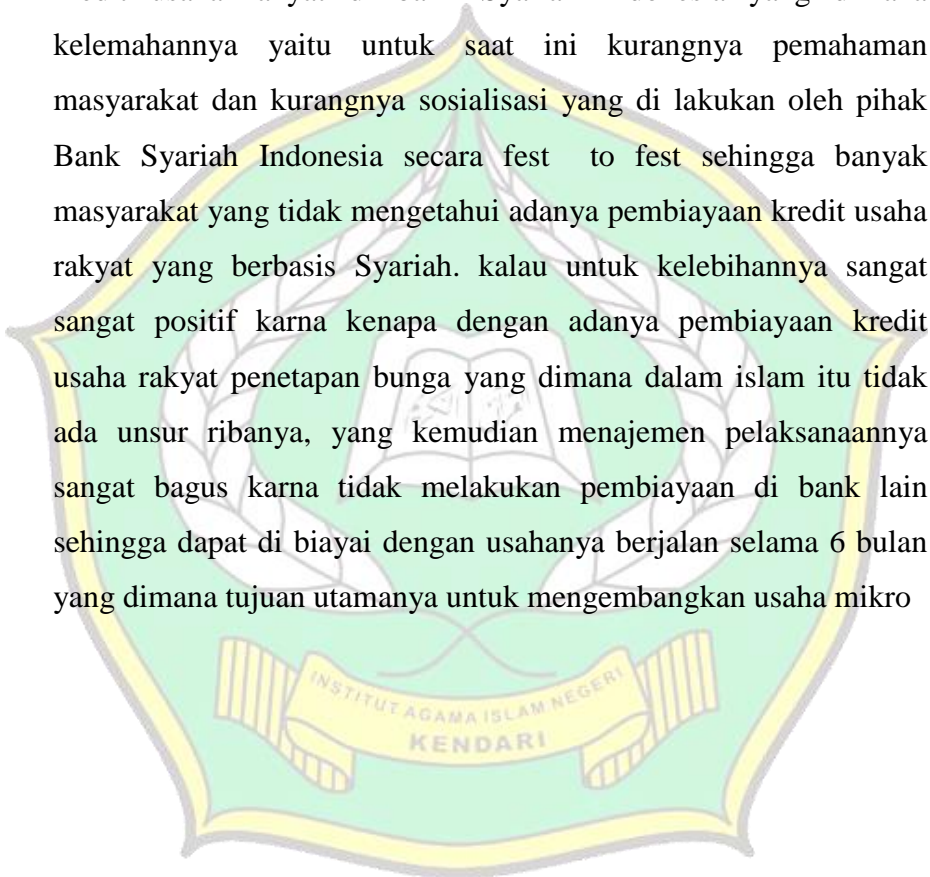 kelemahannya yaitu untuk saat ini kurangnya pemahaman
masyarakat dan kurangnya sosialisasi yang di lakukan oleh pihak
Bank Syariah Indonesia secara fest to fest sehingga banyak
masyarakat yang tidak mengetahui adanya pembiayaan kredit usaha
rakyat yang berbasis Syariah. kalau untuk kelebihannya sangat
sangat positif karna kenapa dengan adanya pembiayaan kredit
usaha rakyat penetapan bunga yang dimana dalam islam itu tidak
ada unsur ribanya, yang kemudian menajemen pelaksanaannya
sangat bagus karna tidak melakukan pembiayaan di bank lain
sehingga dapat di biayai dengan usahanya berjalan selama 6 bulan
yang dimana tujuan utamanya untuk mengembangkan usaha mikro
INSTITUT AGAMA ISLAM NEGERI
KENDARI